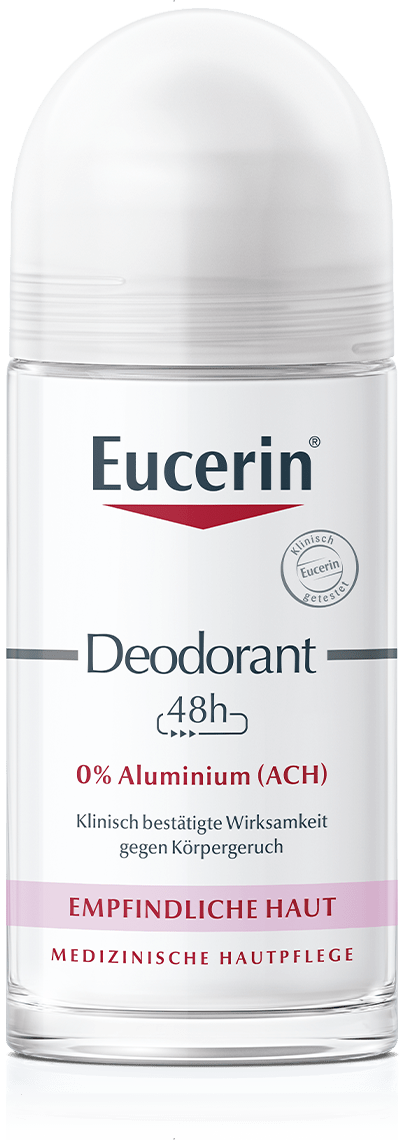 Eucerin®
Klinisch
Eucerin
getestet
Deodorant
48h
0% Aluminium (ACH)
Klinisch bestätigte Wirksamkeit
gegen Körpergeruch
EMPFINDLICHE HAUT
MEDIZINISCHE HAUTPFLEGE